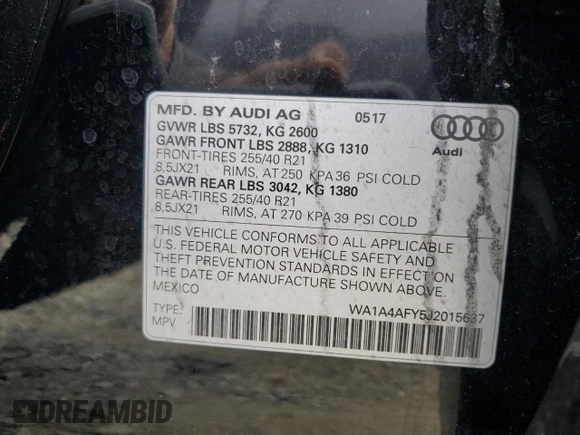 MFD. BY AUDI AG 0517
GVWR LBS 5732, KG 2600
GAWR FRONT LBS 2888, KG 1310
FRONT-TIRES 255/40 R21
8,5JX21 RIMS, AT 250 KPA 36 PSI COLD
GAWR REAR LBS 3042, KG 1380
REAR-TIRES 255/40 R21
8,5JX21 RIMS, AT 270 KPA 39 PSI COLD
Audi
THIS VEHICLE CONFORMS TO ALL APPLICABLE
U.S. FEDERAL MOTOR VEHICLE SAFETY AND
THEFT PREVENTION STANDARDS IN EFFECT ON
THE DATE OF MANUFACTURE SHOWN ABOVE.
MEXICO
WA1A4AFY5J2015637
TYPE:
MPV
DREAMBID